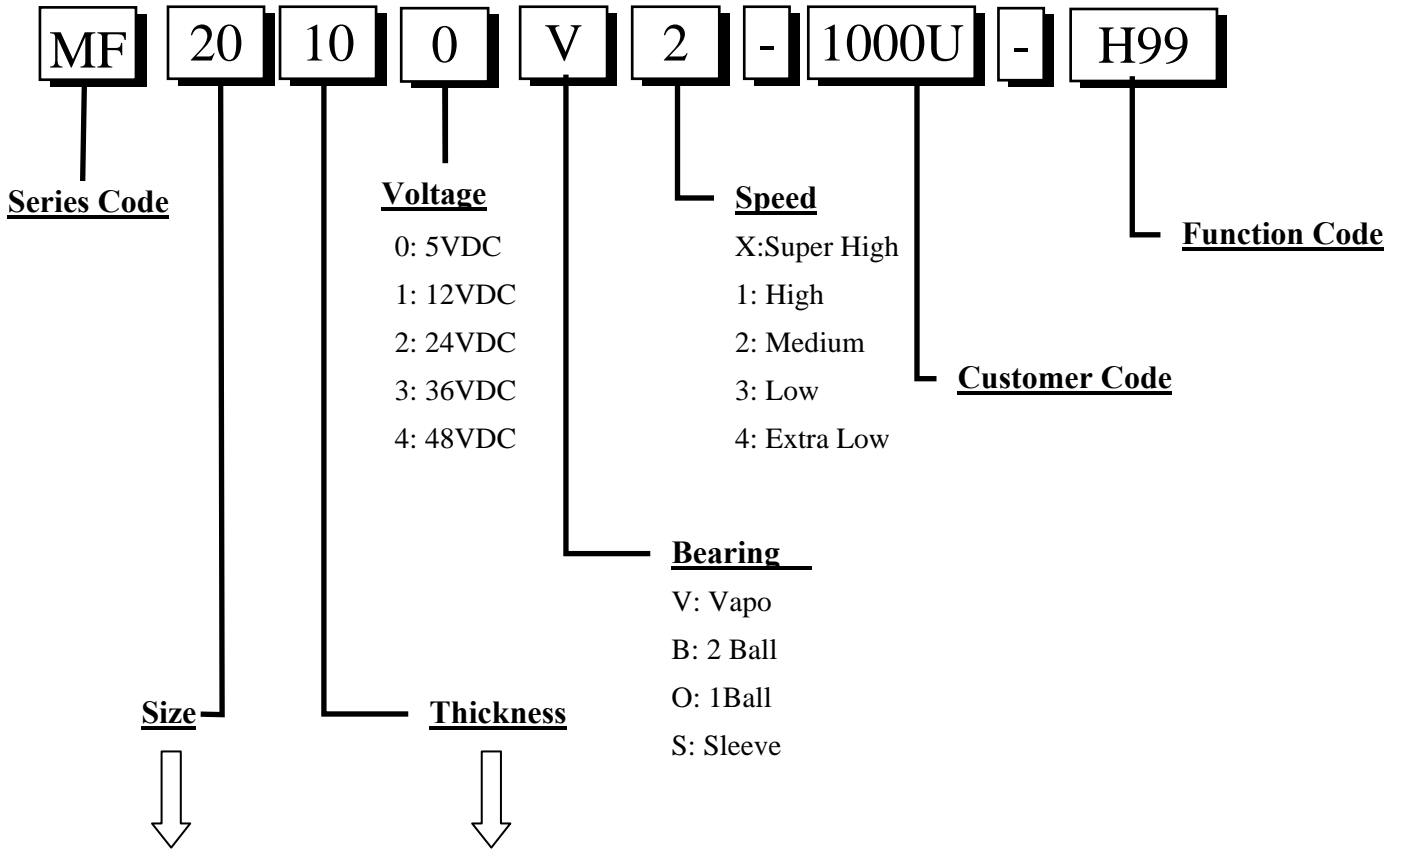 MF 20 10 0 V 2 - 1000U - H99
Series Code
Voltage
0: 5VDC
1: 12VDC
2: 24VDC
3: 36VDC
4: 48VDC
Speed
X:Super High
1: High
2: Medium
3: Low
4: Extra Low
Function Code
Customer Code
Bearing
V: Vapo
B: 2 Ball
O: 1Ball
S: Sleeve
Size
Thickness